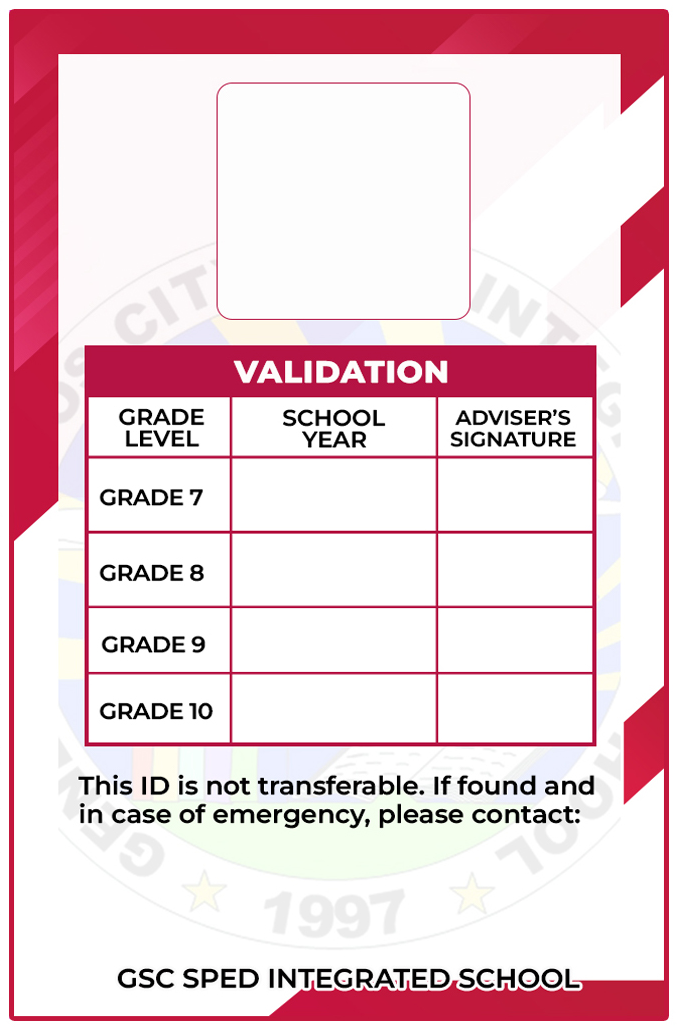 VALIDATION
GRADE LEVEL SCHOOL YEAR ADVISER’S SIGNATURE
GRADE 7
GRADE 8
GRADE 9
GRADE 10
This ID is not transferable. If found and
in case of emergency, please contact:
1997
GSC SPED INTEGRATED SCHOOL